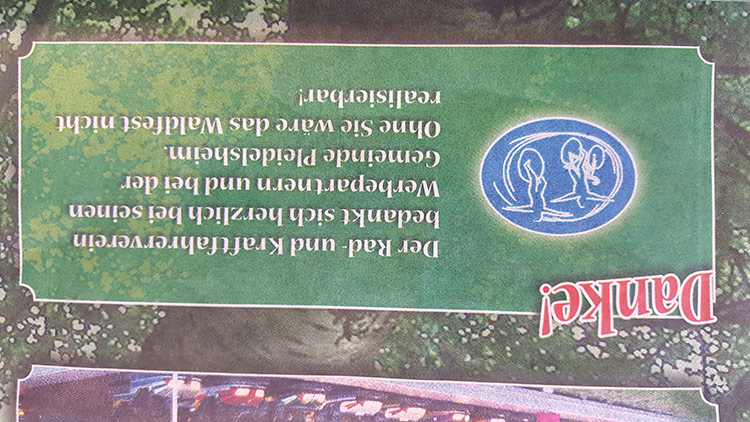 Danke!
Der Rad- und Kraftfahrerverein
bedankt sich herzlich bei seinen
Werbepartnern und bei der
Gemeinde Pleidelsheim.
Ohne Sie wäre das Waldfest nicht
realisierbar!